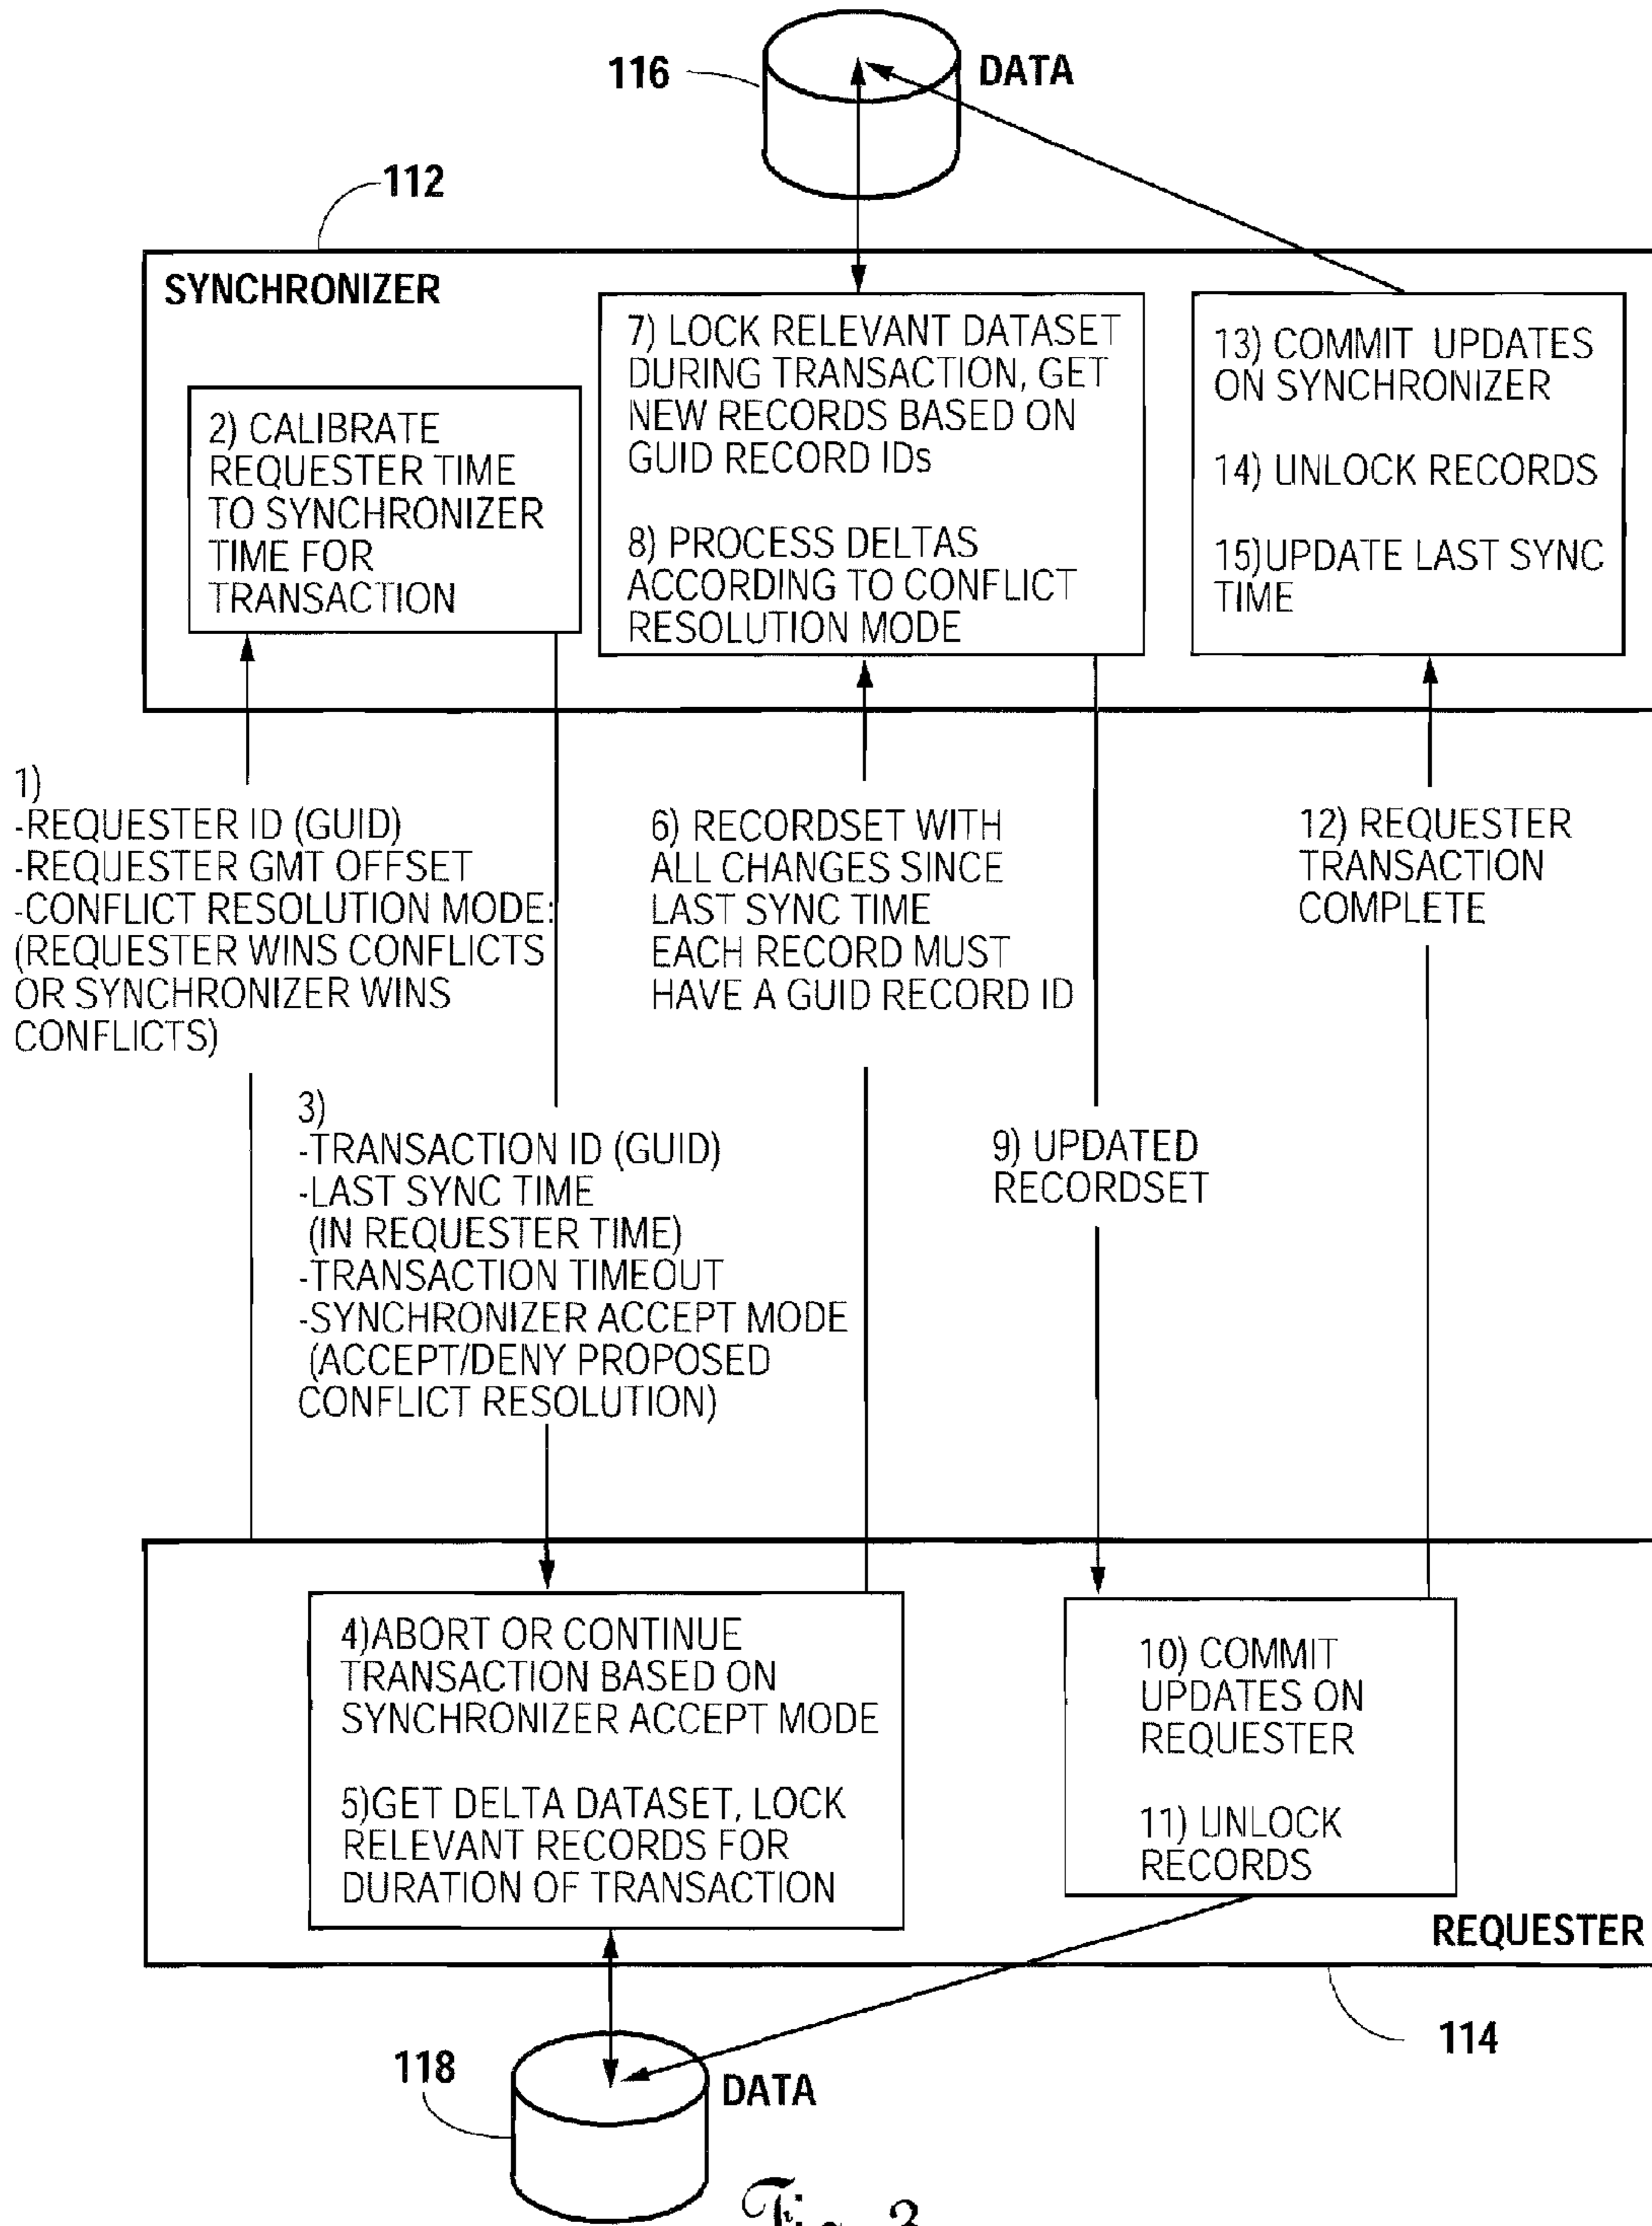 116
DATA
112
SYNCHRONIZER
2) CALIBRATE
REQUESTER TIME
TO SYNCHRONIZER
TIME FOR
TRANSACTION
7) LOCK RELEVANT DATASET
DURING TRANSACTION, GET
NEW RECORDS BASED ON
GUID RECORD IDs
8) PROCESS DELTAS
ACCORDING TO CONFLICT
RESOLUTION MODE
13) COMMIT UPDATES
ON SYNCHRONIZER
14) UNLOCK RECORDS
15)UPDATE LAST SYNC
TIME
1)
-REQUESTER ID (GUID)
-REQUESTER GMT OFFSET
-CONFLICT RESOLUTION MODE:
(REQUESTER WINS CONFLICTS
OR SYNCHRONIZER WINS
CONFLICTS)
3)
-TRANSACTION ID (GUID)
-LAST SYNC TIME
(IN REQUESTER TIME)
-TRANSACTION TIMEOUT
-SYNCHRONIZER ACCEPT MODE
(ACCEPT/DENY PROPOSED
CONFLICT RESOLUTION)
6) RECORDSET WITH
ALL CHANGES SINCE
LAST SYNC TIME
EACH RECORD MUST
HAVE A GUID RECORD ID
9) UPDATED
RECORDSET
12) REQUESTER
TRANSACTION
COMPLETE
4)ABORT OR CONTINUE
TRANSACTION BASED ON
SYNCHRONIZER ACCEPT MODE
5)GET DELTA DATASET, LOCK
RELEVANT RECORDS FOR
DURATION OF TRANSACTION
10) COMMIT
UPDATES ON
REQUESTER
11) UNLOCK
RECORDS
REQUESTER
114
118
DATA
Fig. 3